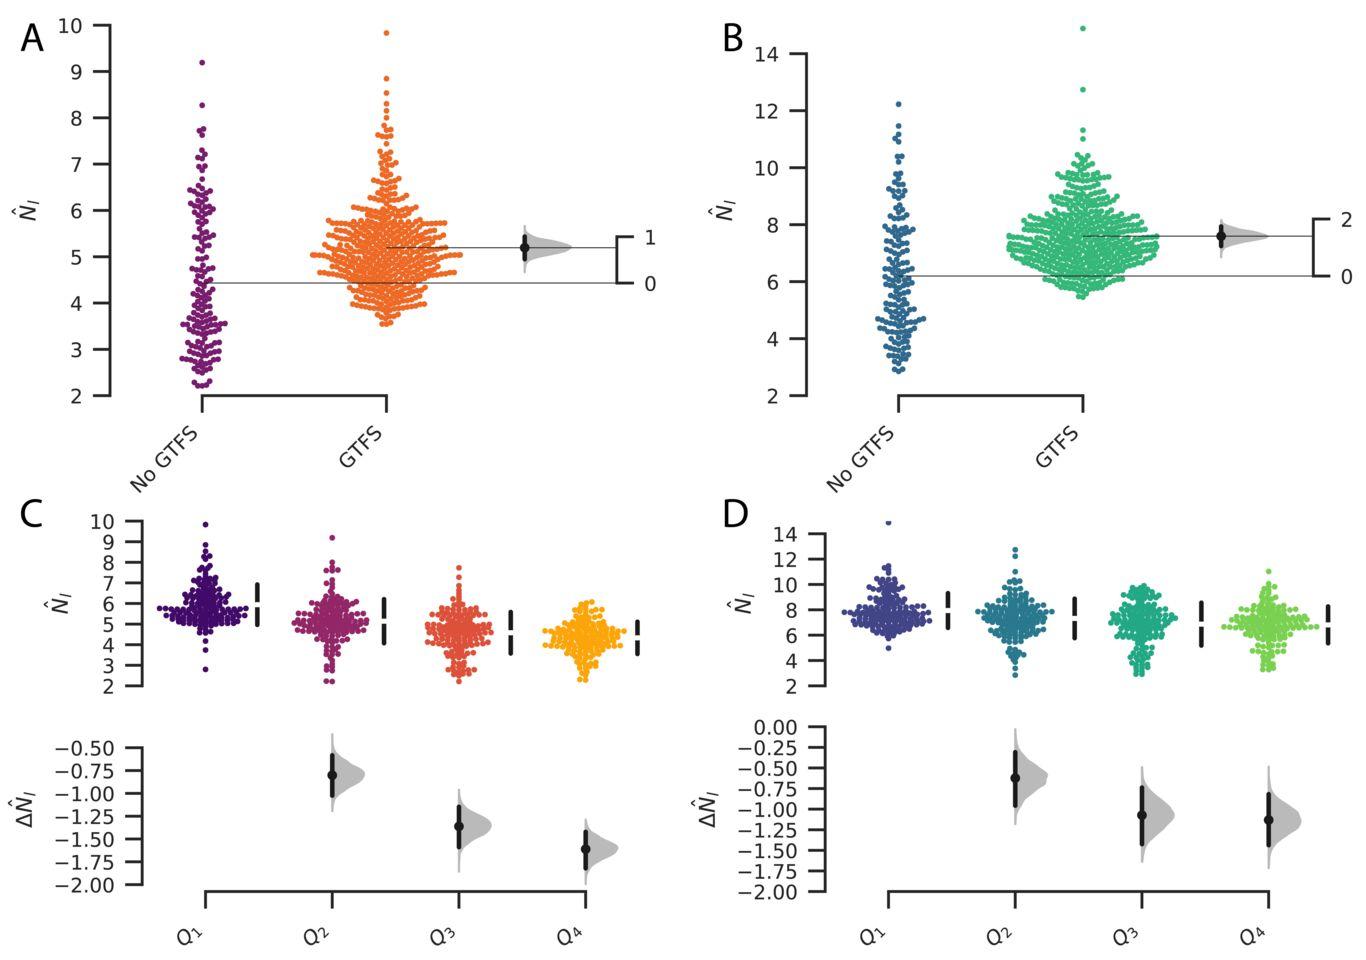 A
10
9
8
7
6
5
4
3
2
N̂ₗ
1
0
No GTFS
GTFS
B
14
12
10
8
6
4
2
N̂ₗ
2
0
No GTFS
GTFS
C
10
9
8
7
6
5
4
3
2
N̂ₗ
−0.50
−0.75
−1.00
−1.25
−1.50
−1.75
−2.00
ΔN̂ₗ
Q₁
Q₂
Q₃
Q₄
D
14
12
10
8
6
4
2
N̂ₗ
0.00
−0.25
−0.50
−0.75
−1.00
−1.25
−1.50
−1.75
−2.00
ΔN̂ₗ
Q₁
Q₂
Q₃
Q₄